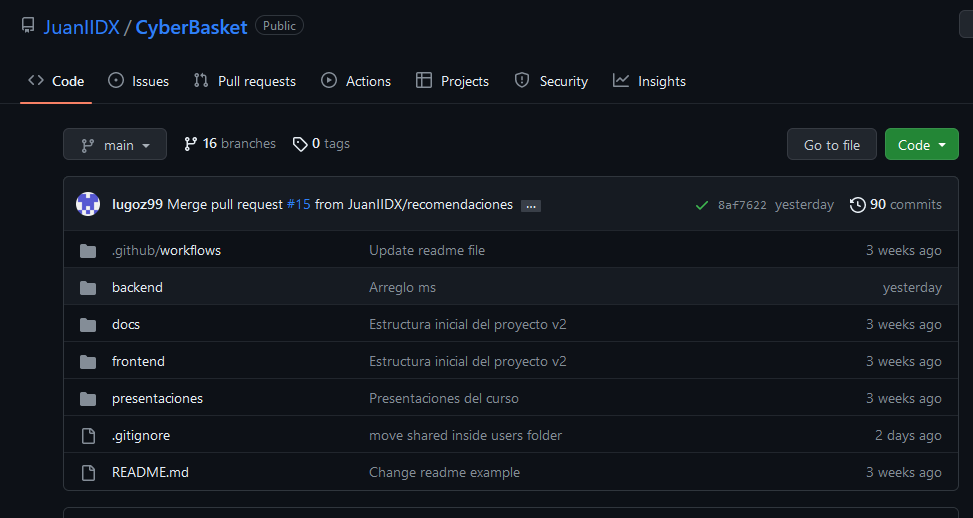 JuanIIDX / CyberBasket Public
Code Issues Pull requests Actions Projects Security Insights
main 16 branches 0 tags Go to file Code
lugoz99 Merge pull request #15 from JuanIIDX/recomendaciones ... 8af7622 yesterday 90 commits
.github/workflows Update readme file 3 weeks ago
backend Arreglo ms yesterday
docs Estructura inicial del proyecto v2 3 weeks ago
frontend Estructura inicial del proyecto v2 3 weeks ago
presentaciones Presentaciones del curso 3 weeks ago
.gitignore move shared inside users folder 2 days ago
README.md Change readme example 3 weeks ago